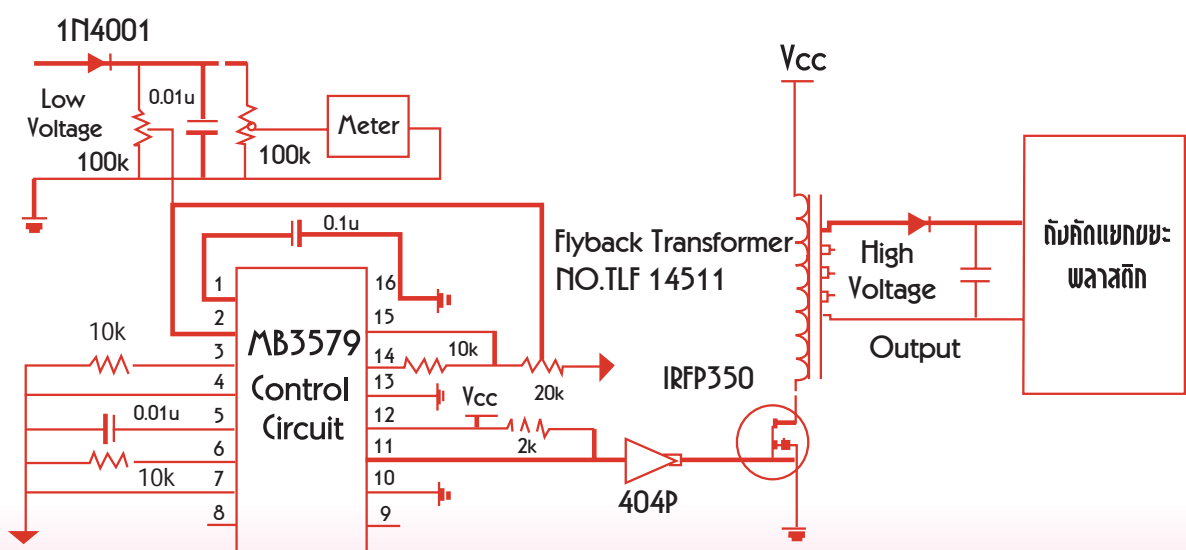 1N4001
Vcc
Low
Voltage
0.01u
100k
100k
Meter
0.1u
Flyback Transformer
NO.TLF 14511
High
Voltage
Output
ถังคัดแยกขยะ
พลาสติก
1
2
3
4
5
6
7
8
MB3579
Control
Circuit
16
15
14
13
12
11
10
9
10k
0.01u
10k
10k
20k
Vcc
2k
404P
IRFP350